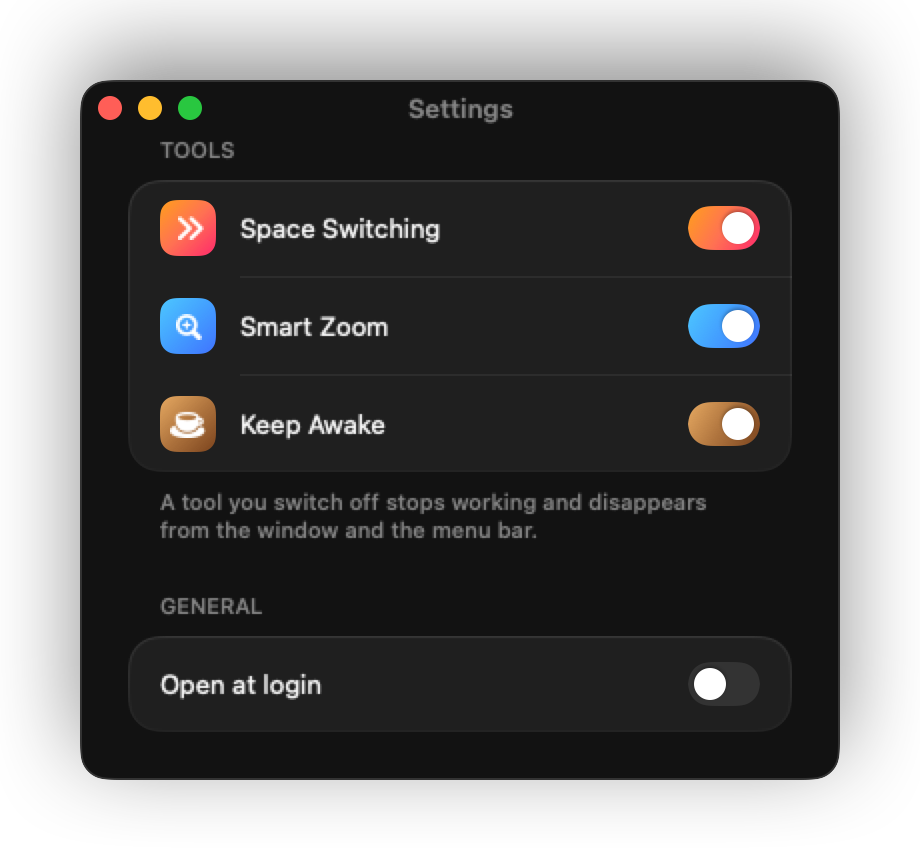 Settings
TOOLS
Space Switching
Smart Zoom
Keep Awake
A tool you switch off stops working and disappears
from the window and the menu bar.
GENERAL
Open at login